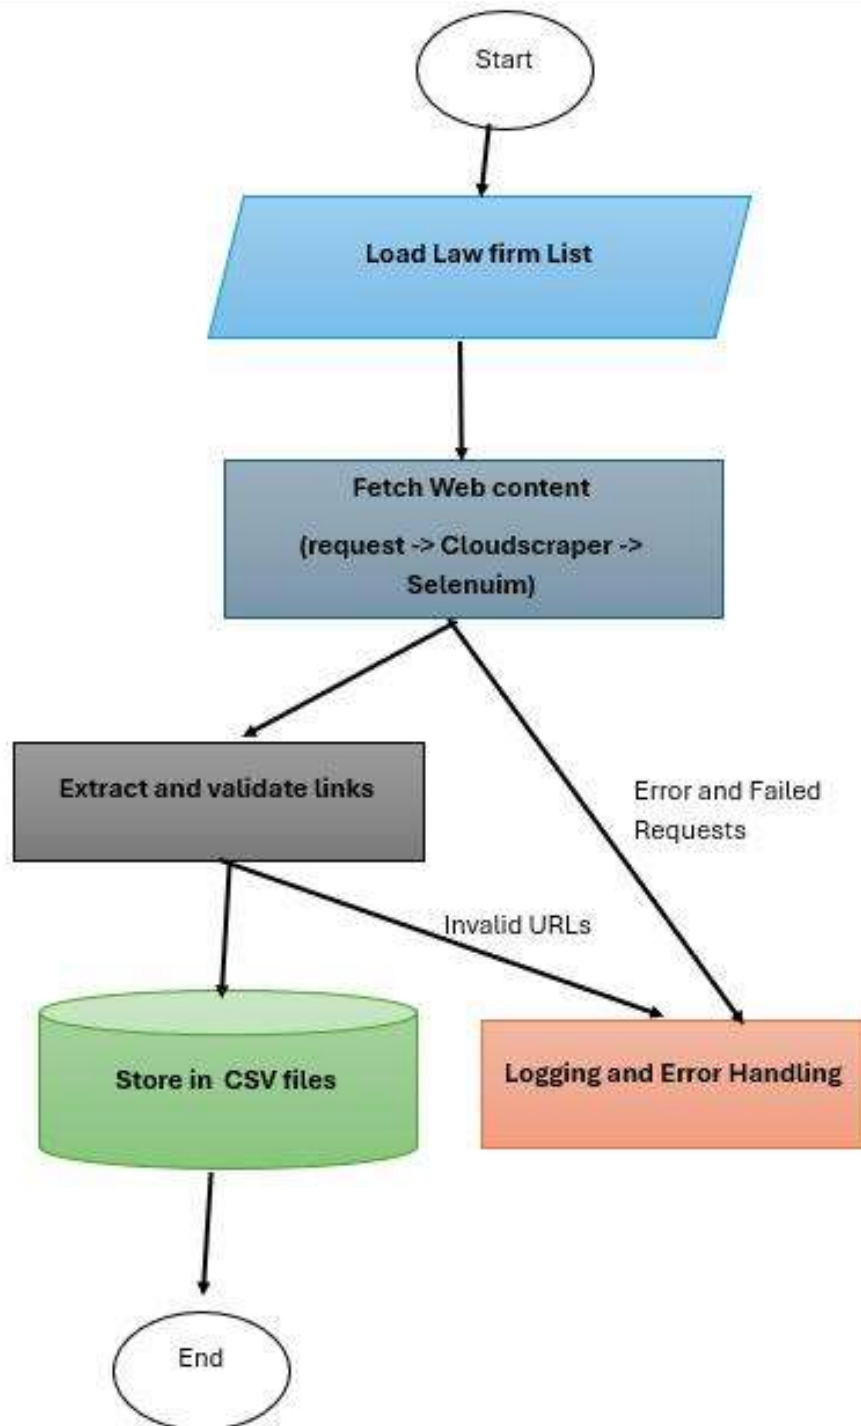 Start
Load Law firm List
Fetch Web content
(request -> Cloudscraper ->
Selenuim)
Extract and validate links
Error and Failed
Requests
Invalid URLs
Store in CSV files
Logging and Error Handling
End